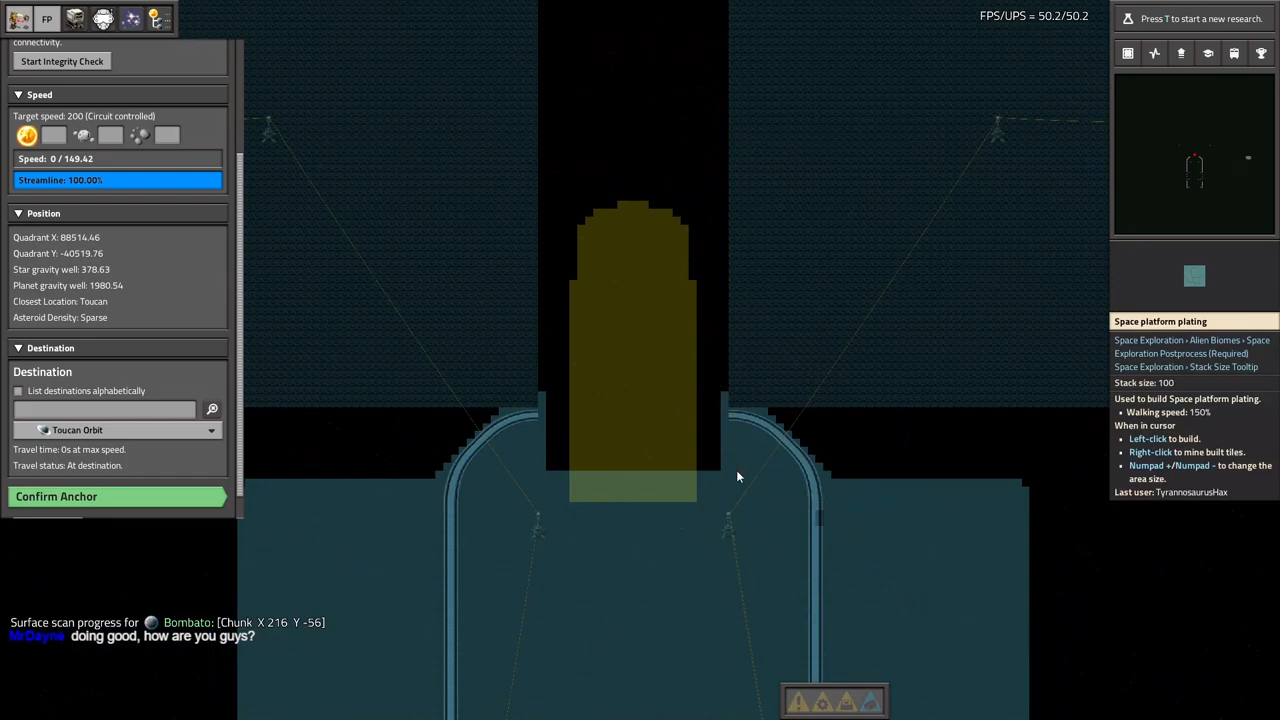 FP
FPS/UPS = 50.2/50.2
Press T to start a new research.
connectivity.
Start Integrity Check
Speed
Target speed: 200 (Circuit controlled)
Speed: 0 / 149.42
Streamline: 100.00%
Position
Quadrant X: 88514.46
Quadrant Y: -40519.76
Star gravity well: 378.63
Planet gravity well: 1980.54
Closest Location: Toucan
Asteroid Density: Sparse
Destination
Destination
List destinations alphabetically
Toucan Orbit
Travel time: 0s at max speed.
Travel status: At destination.
Confirm Anchor
Space platform plating
Space Exploration › Alien Biomes › Space
Exploration Postprocess (Required)
Space Exploration › Stack Size Tooltip
Stack size: 100
Used to build Space platform plating.
• Walking speed: 150%
When in cursor
• Left-click to build.
• Right-click to mine built tiles.
• Numpad +/Numpad - to change the
area size.
Last user: TyrannosaurusHax
Surface scan progress for Bombato: [Chunk X 216 Y -56]
MrDayne doing good, how are you guys?